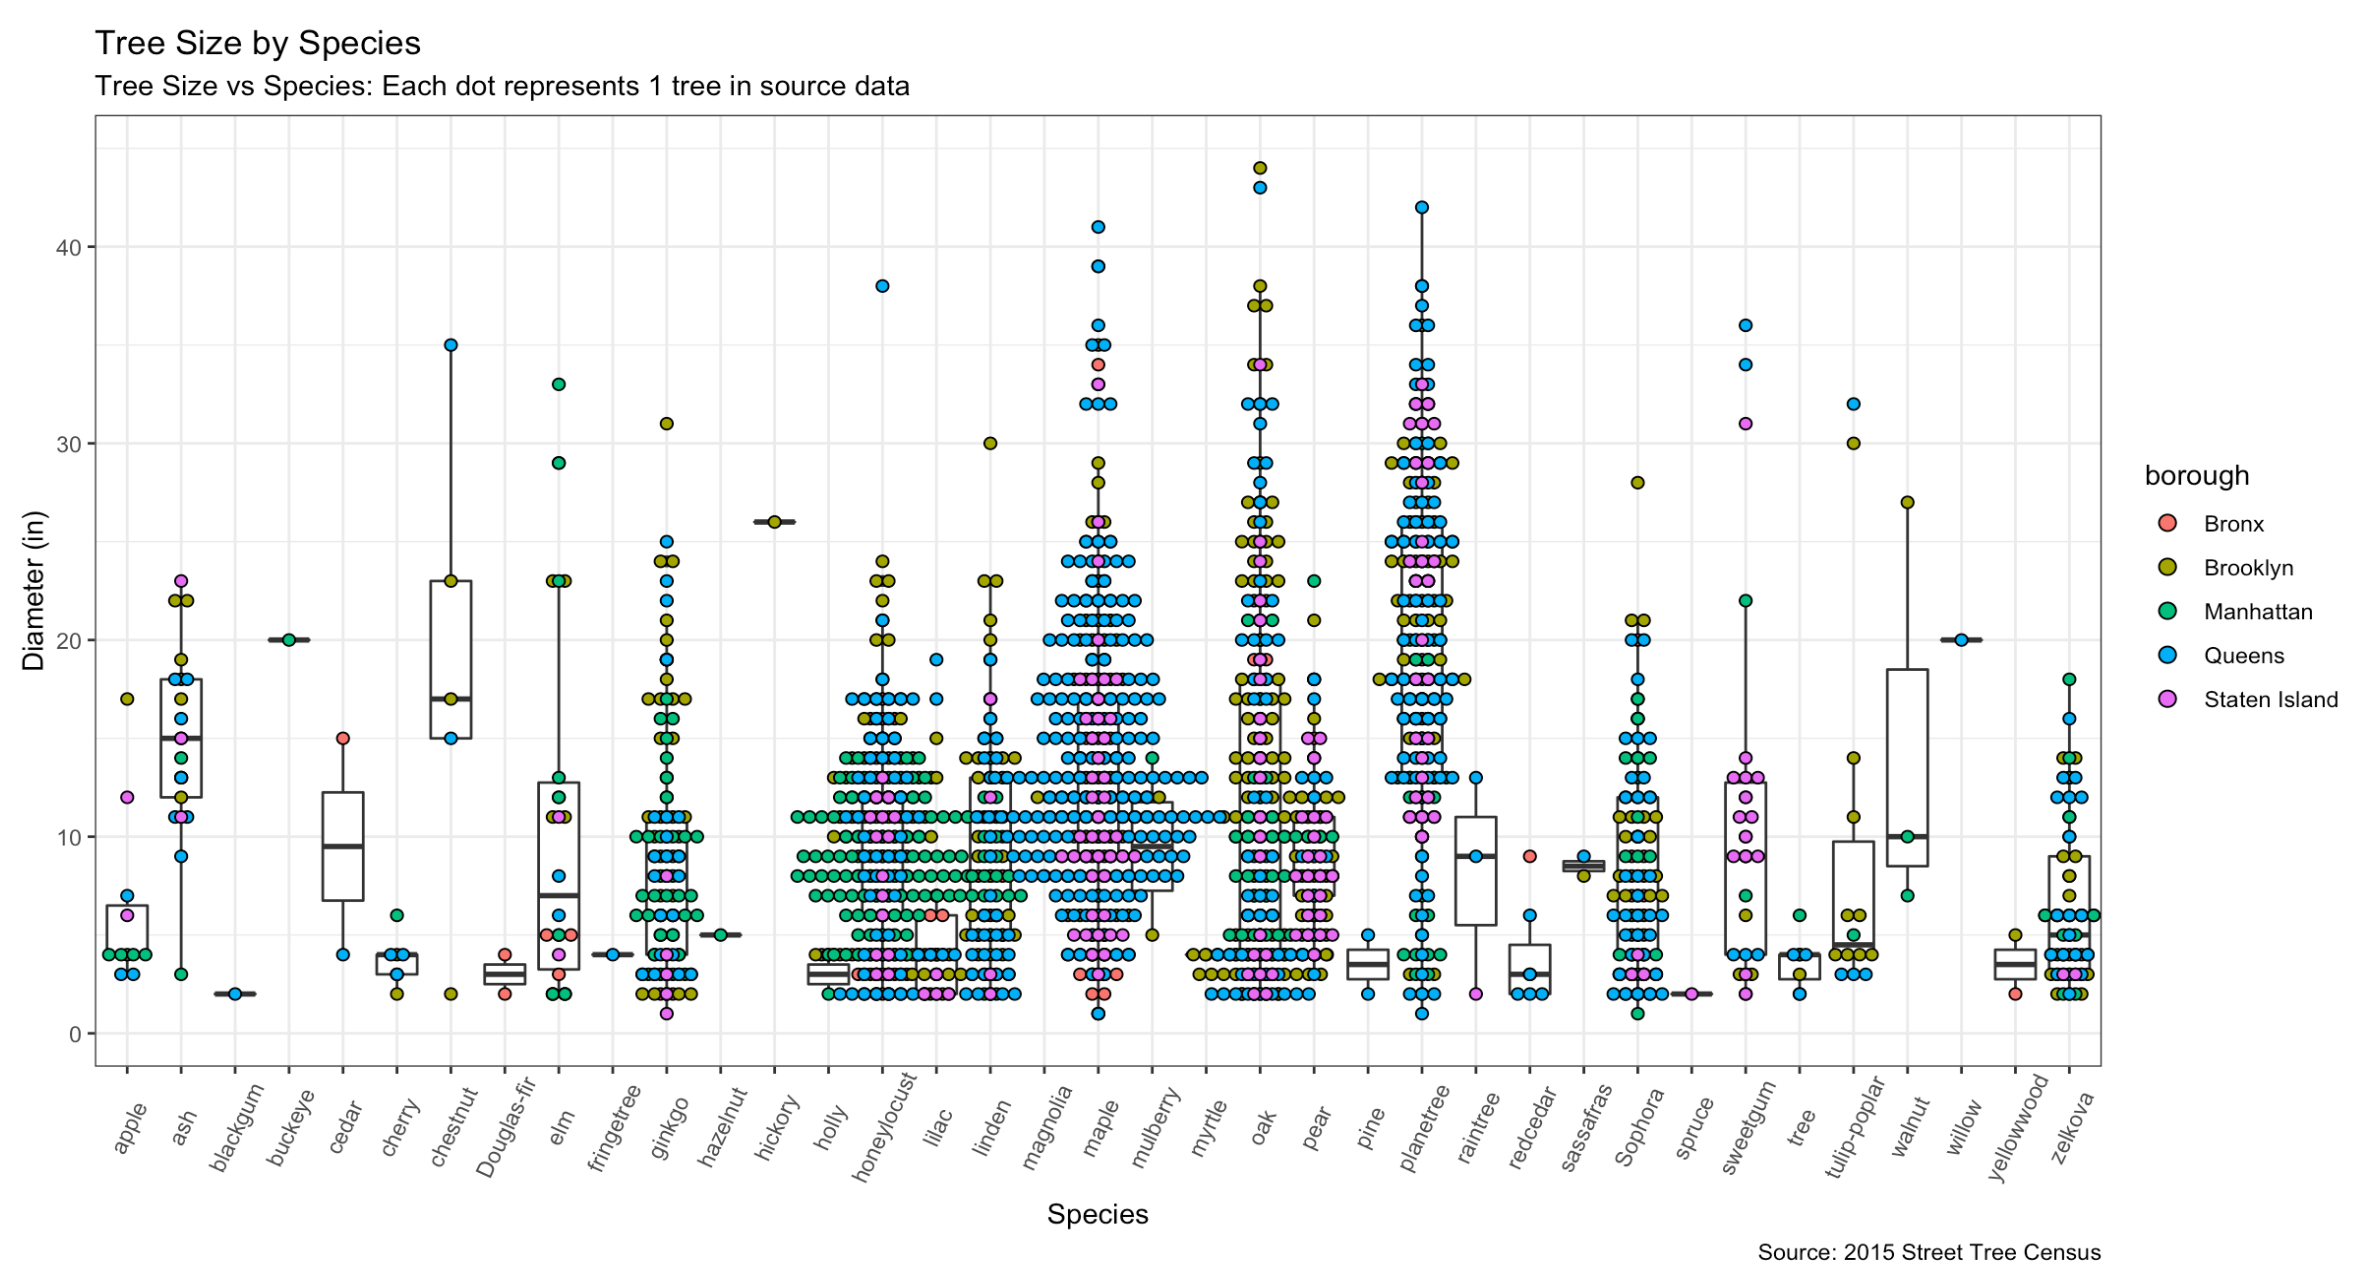 Tree Size by Species
Tree Size vs Species: Each dot represents 1 tree in source data
Diameter (in)
40
30
20
10
0
apple
ash
blackgum
buckeye
cedar
cherry
chestnut
Douglas-fir
elm
fringetree
ginkgo
hazelnut
hickory
holly
honeylocust
lilac
linden
magnolia
maple
mulberry
myrtle
oak
pear
pine
planetree
raintree
redcedar
sassafras
Sophora
spruce
sweetgum
tree
tulip-poplar
walnut
willow
yellowwood
zelkova
Species
borough
Bronx
Brooklyn
Manhattan
Queens
Staten Island
Source: 2015 Street Tree Census